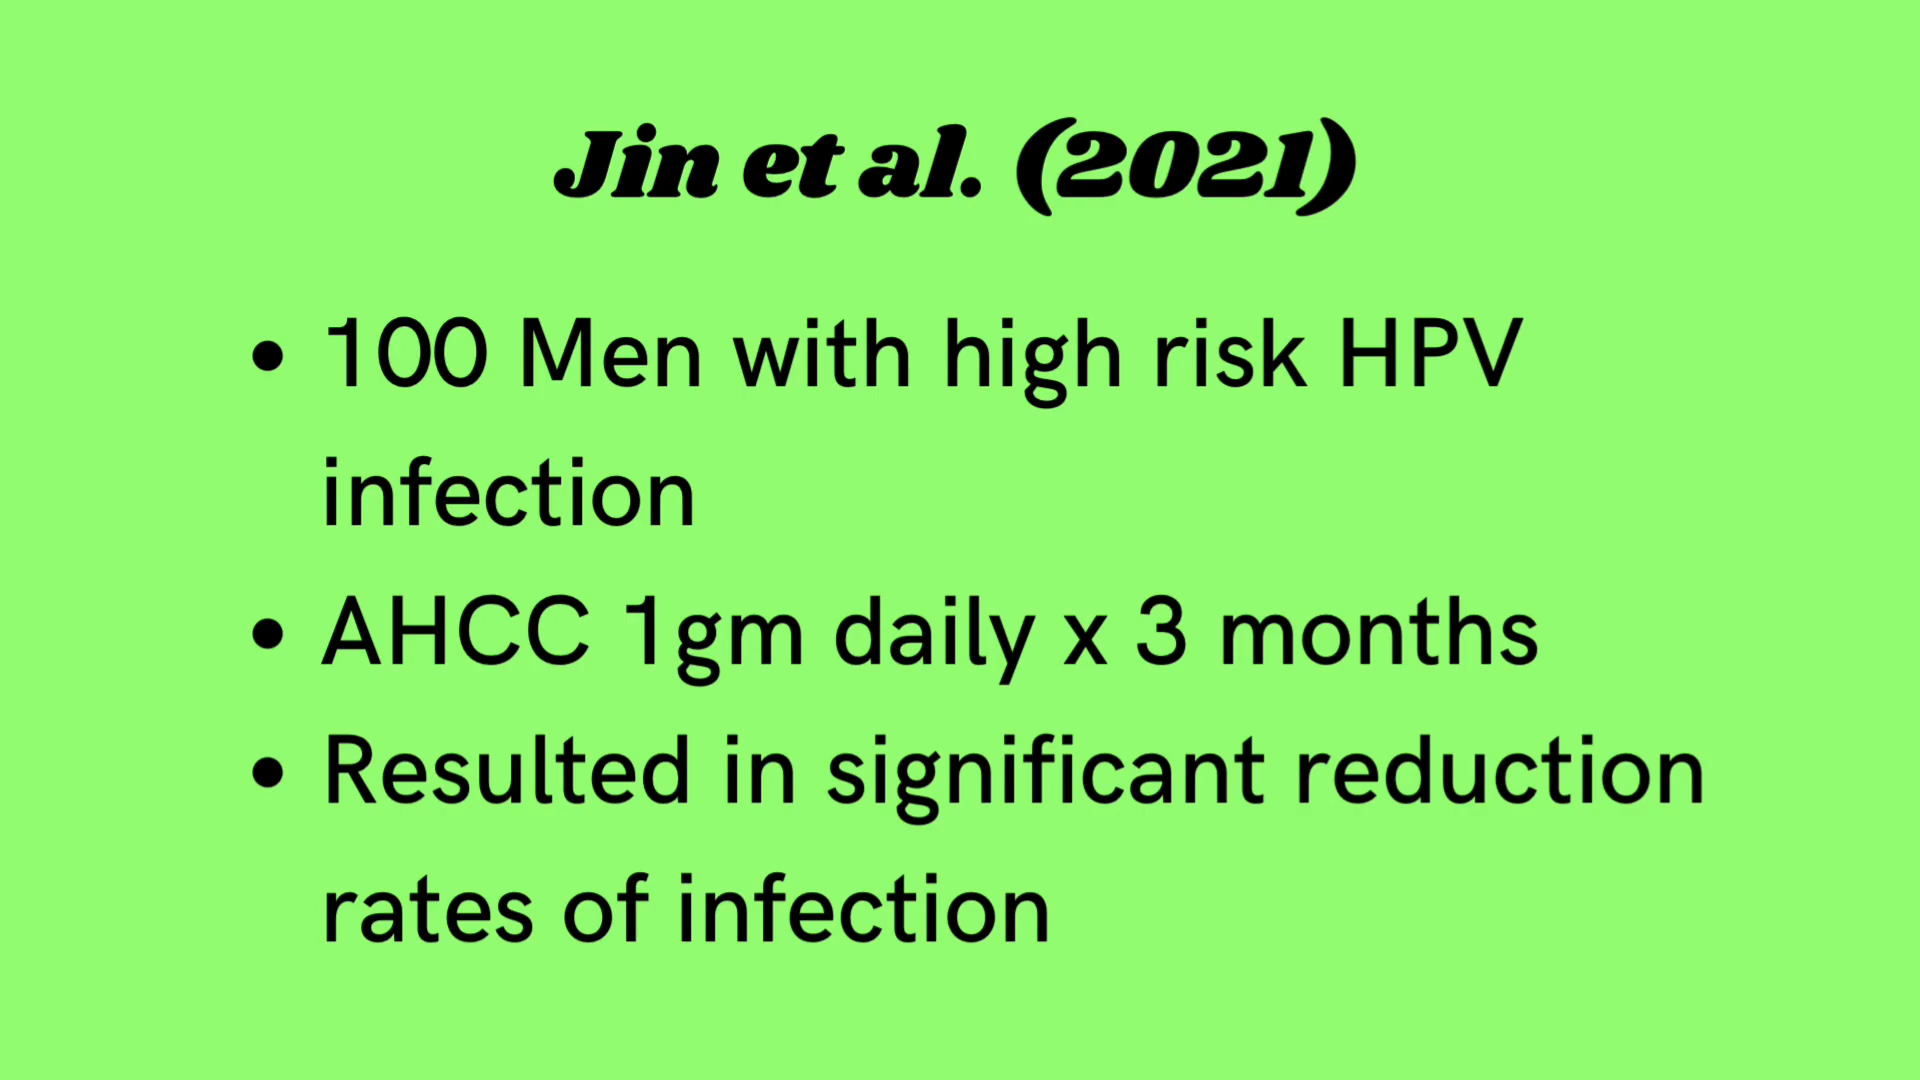 Jin et al. (2021)
• 100 Men with high risk HPV
infection
• AHCC 1gm daily x 3 months
• Resulted in significant reduction
rates of infection